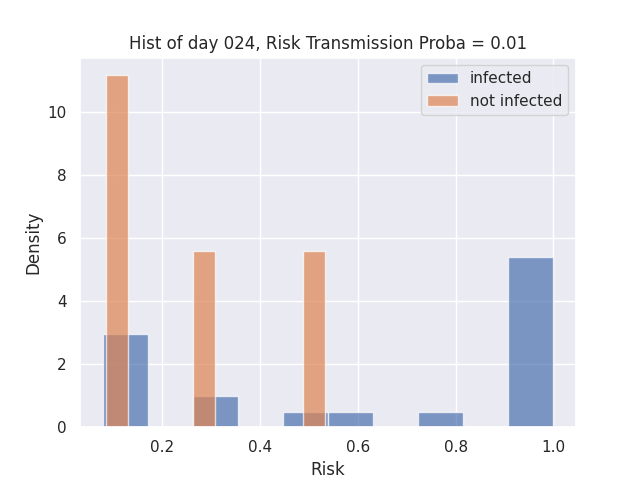 Hist of day 024, Risk Transmission Proba = 0.01
infected
not infected
Density
10
8
6
4
2
0
0.2 0.4 0.6 0.8 1.0
Risk